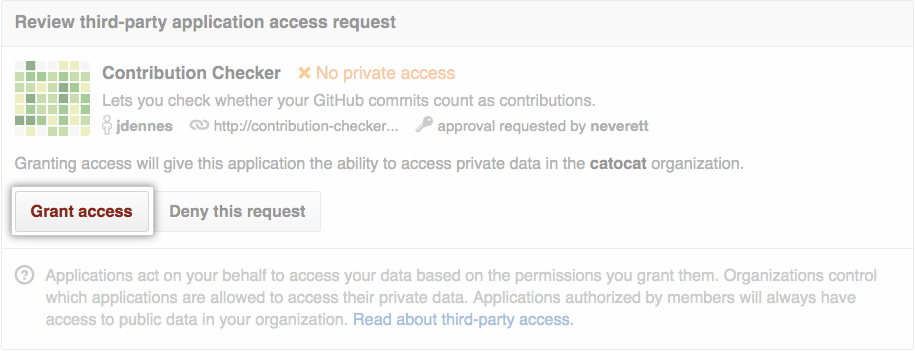 Review third-party application access request
Contribution Checker ✖ No private access
Lets you check whether your GitHub commits count as contributions.
jdennes http://contribution-checker... approval requested by neverett
Granting access will give this application the ability to access private data in the catocat organization.
Grant access Deny this request
Applications act on your behalf to access your data based on the permissions you grant them. Organizations control
which applications are allowed to access their private data. Applications authorized by members will always have
access to public data in your organization. Read about third-party access.